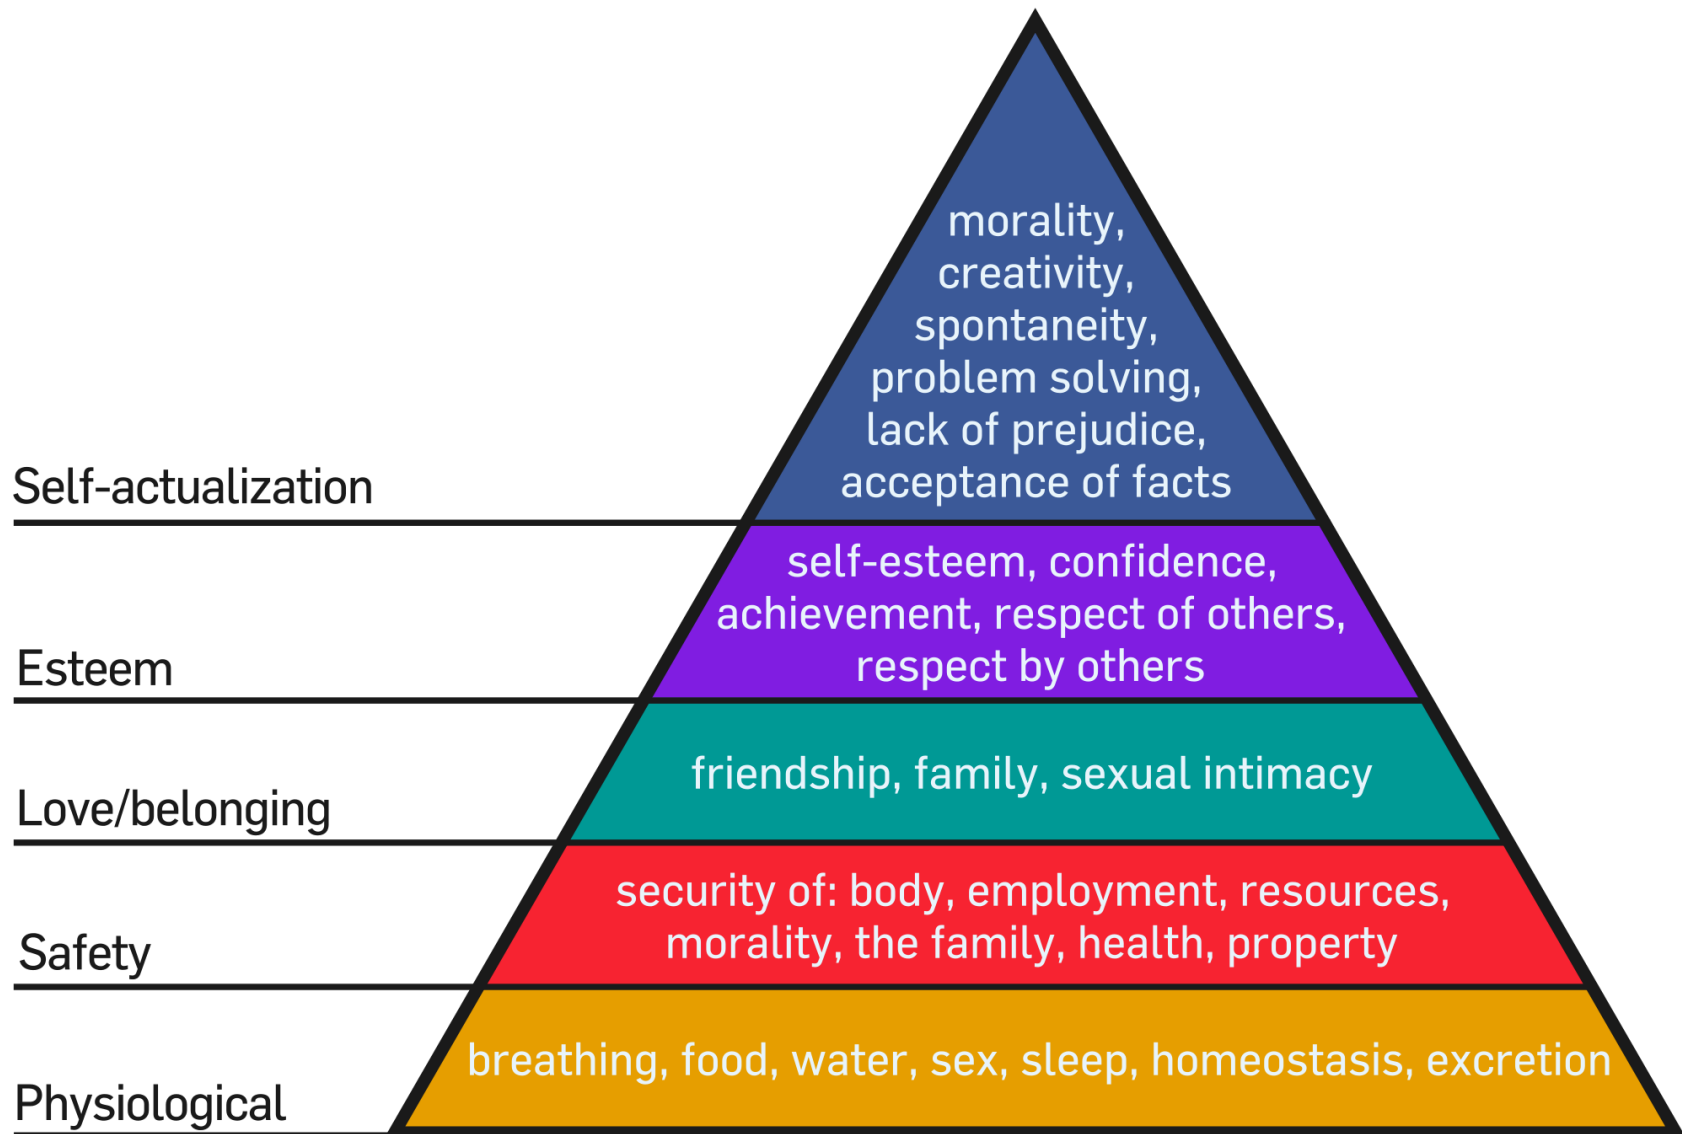 morality,
creativity,
spontaneity,
problem solving,
lack of prejudice,
acceptance of facts
Self-actualization
self-esteem, confidence,
achievement, respect of others,
respect by others
Esteem
friendship, family, sexual intimacy
Love/belonging
security of: body, employment, resources,
morality, the family, health, property
Safety
breathing, food, water, sex, sleep, homeostasis, excretion
Physiological